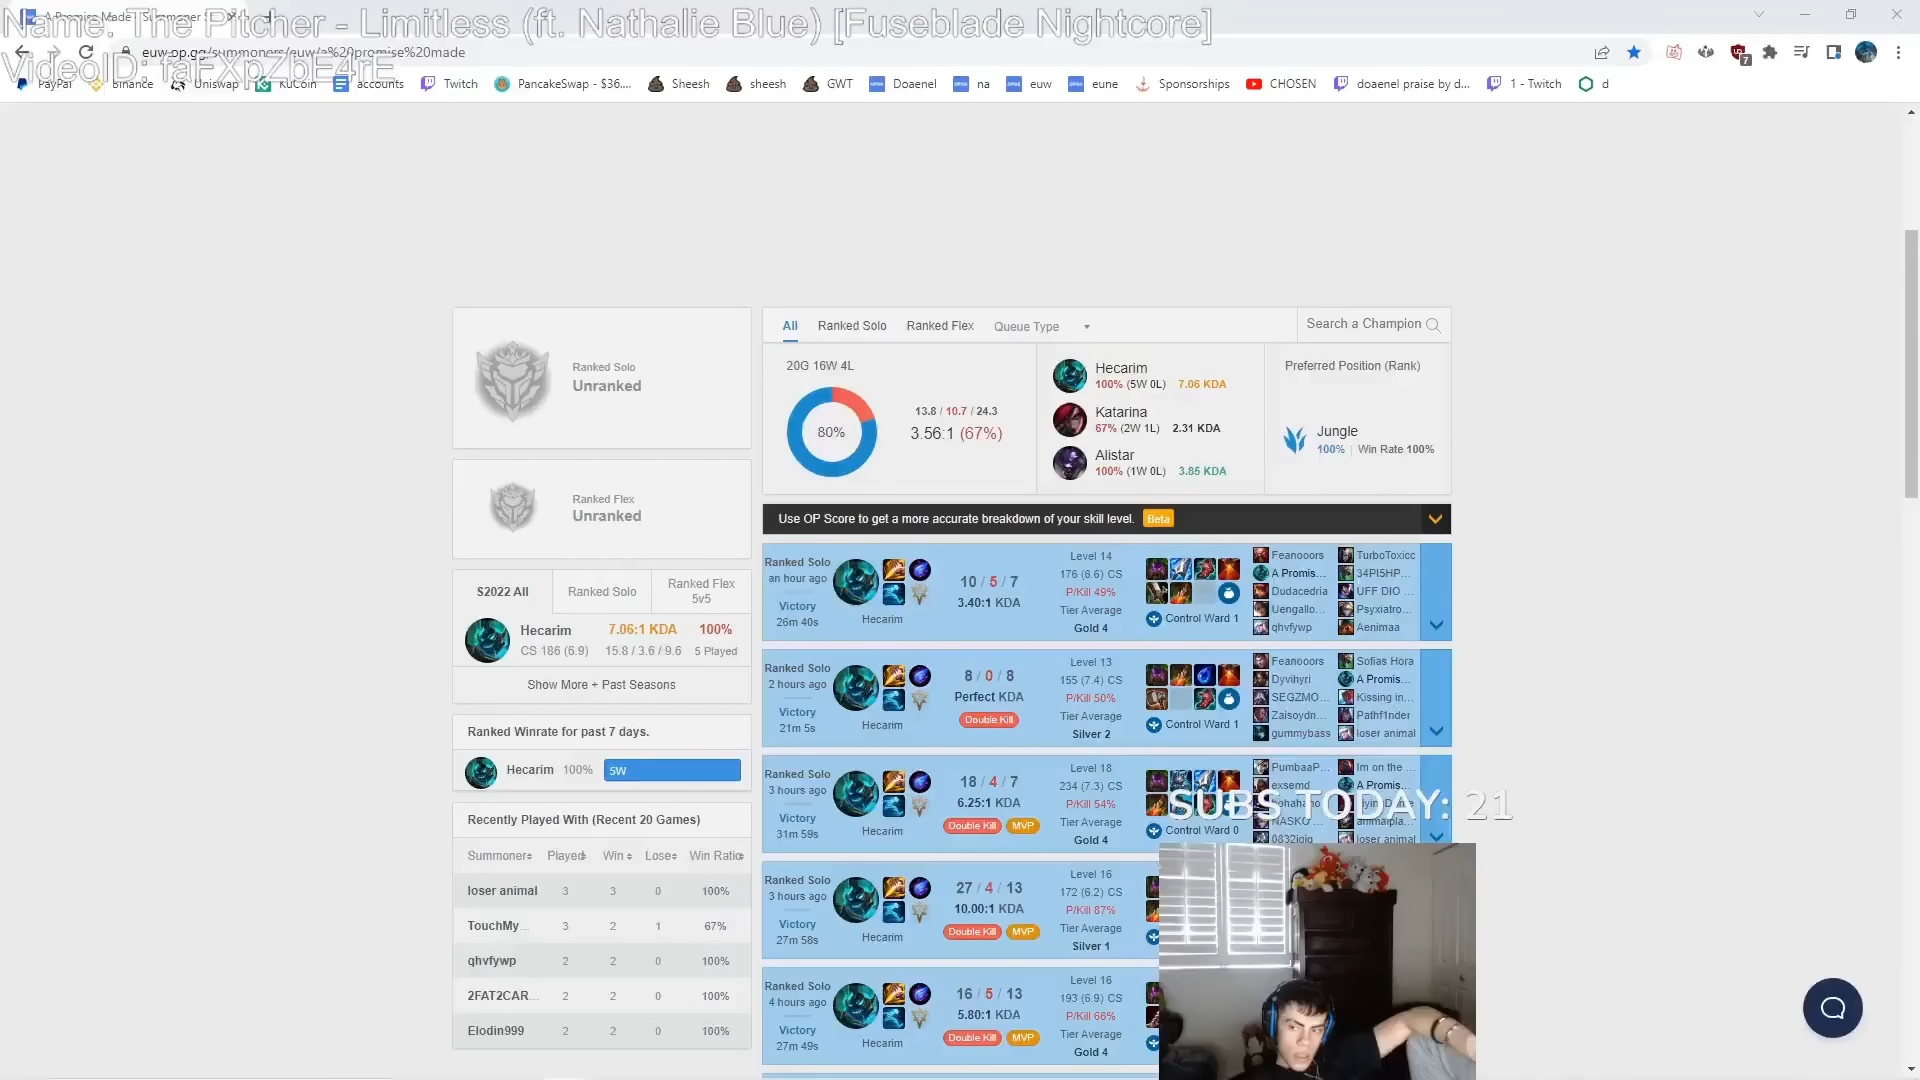 Name: The Pitcher - Limitless (ft. Nathalie Blue) [Fuseblade Nightcore]
A Promise Made - Summoner S
euw.op.gg/summoners/euw/a%20promise%20made
VideoID: faFXpZbE4rE
PayPal Binance Uniswap KuCoin accounts Twitch PancakeSwap - $36.... Sheesh sheesh GWT Doaenel na euw eune Sponsorships CHOSEN doaenel praise by d... 1 - Twitch d
7
Ranked Solo
Unranked
Ranked Flex
Unranked
S2022 All Ranked Solo Ranked Flex 5v5
Hecarim 7.06:1 KDA 100%
CS 186 (6.9) 15.8 / 3.6 / 9.6 5 Played
Show More + Past Seasons
Ranked Winrate for past 7 days.
Hecarim 100% 5W
Recently Played With (Recent 20 Games)
Summoner Played Win Lose Win Ratio
loser animal 3 3 0 100%
TouchMy... 3 2 1 67%
qhvfywp 2 2 0 100%
2FAT2CAR... 2 2 0 100%
Elodin999 2 2 0 100%
All Ranked Solo Ranked Flex Queue Type Search a Champion
20G 16W 4L
80%
13.8 / 10.7 / 24.3
3.56:1 (67%)
Hecarim
100% (5W 0L) 7.06 KDA
Katarina
67% (2W 1L) 2.31 KDA
Alistar
100% (1W 0L) 3.85 KDA
Preferred Position (Rank)
Jungle
100% | Win Rate 100%
Use OP Score to get a more accurate breakdown of your skill level. Beta
Ranked Solo
an hour ago
Victory
26m 40s
Hecarim
10 / 5 / 7
3.40:1 KDA
Level 14
176 (6.6) CS
P/Kill 49%
Tier Average
Gold 4
Control Ward 1
Feanooors TurboToxicc
A Promis... 34PI5HP...
Dudacedria UFF DIO ...
Uengallo... Psyxiatro...
qhvfywp Aenimaa
Ranked Solo
2 hours ago
Victory
21m 5s
Hecarim
8 / 0 / 8
Perfect KDA
Double Kill
Level 13
155 (7.4) CS
P/Kill 50%
Tier Average
Silver 2
Control Ward 1
Feanooors Sofias Hora
Dyvihyri A Promis...
SEGZMO... Kissing in...
Zaisoydn... Pathf1nder
gummybass loser animal
Ranked Solo
3 hours ago
Victory
31m 59s
Hecarim
18 / 4 / 7
6.25:1 KDA
Double Kill MVP
Level 18
234 (7.3) CS
P/Kill 54%
Tier Average
Gold 4
Control Ward 0
PumbaaP... Im on the ...
exsemd A Promis...
NASKO ... animalpla...
loser animal
SUBS TODAY: 21
Ranked Solo
3 hours ago
Victory
27m 58s
Hecarim
27 / 4 / 13
10.00:1 KDA
Double Kill MVP
Level 16
172 (6.2) CS
P/Kill 87%
Tier Average
Silver 1
Ranked Solo
4 hours ago
Victory
27m 49s
Hecarim
16 / 5 / 13
5.80:1 KDA
Double Kill MVP
Level 16
193 (6.9) CS
P/Kill 66%
Tier Average
Gold 4